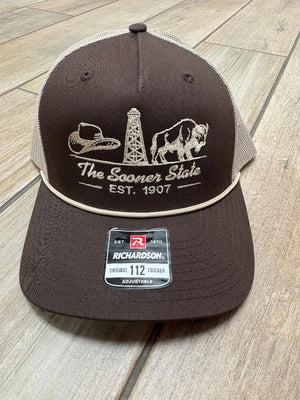 The Sooner State
EST. 1907
EST. R 1970
RICHARDSON
ORIGINAL 112 TRUCKER
ADJUSTABLE